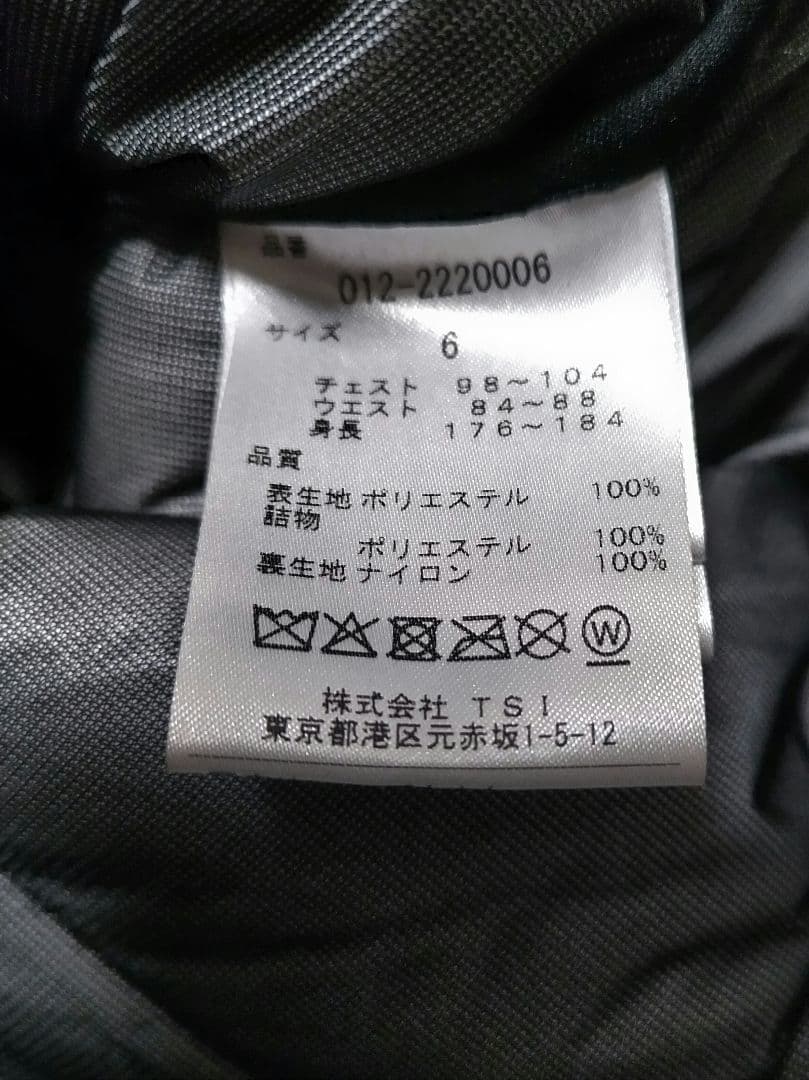 品番
012-2220006
サイズ 6
チェスト 98～104
ウエスト 84～88
身長 176～184
品質
表生地 ポリエステル 100%
詰物
ポリエステル 100%
裏生地 ナイロン 100%
W
株式会社 TSI
東京都港区元赤坂1-5-12